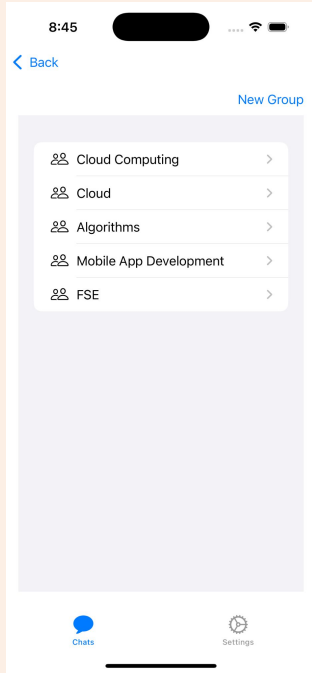 8:45
Back
New Group
Cloud Computing
Cloud
Algorithms
Mobile App Development
FSE
Chats
Settings